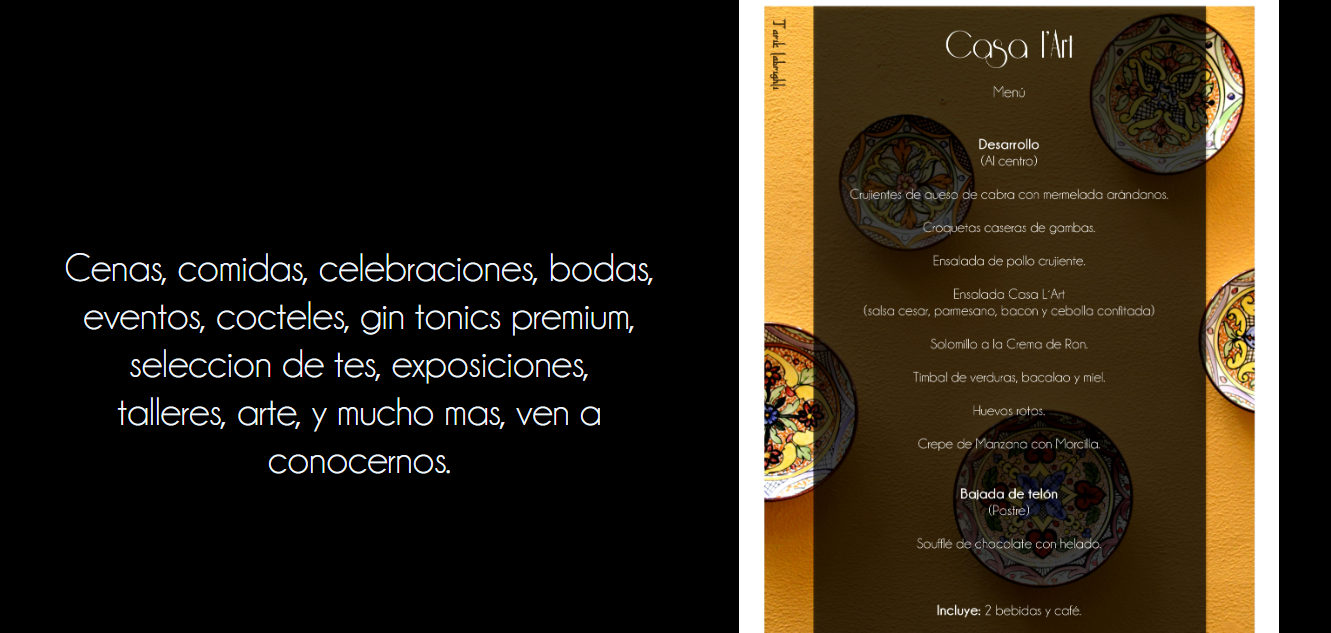 Cenas, comidas, celebraciones, bodas,
eventos, cocteles, gin tonics premium,
seleccion de tes, exposiciones,
talleres, arte, y mucho mas, ven a
conocernos.
Casa l'Art
Menú
Desarrollo
(Al centro)
Crujientes de queso de cabra con mermelada arándanos.
Croquetas caseras de gambas.
Ensalada de pollo crujiente.
Ensalada Casa L'Art
(salsa cesar, parmesano, bacon y cebolla confitada)
Solomillo a la Crema de Ron.
Timbal de verduras, bacalao y miel.
Huevos rotos.
Crepe de Manzana con Morcilla.
Bajada de telón
(Postre)
Soufflé de chocolate con helado.
Incluye: 2 bebidas y café.